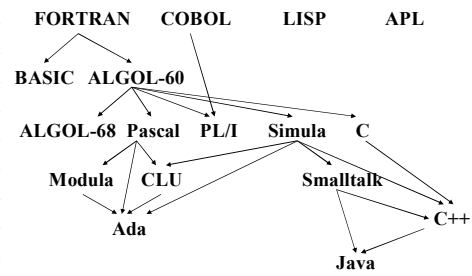 FORTRAN COBOL LISP APL
BASIC ALGOL-60
ALGOL-68 Pascal PL/I Simula C
Modula CLU Smalltalk
C++
Ada
Java